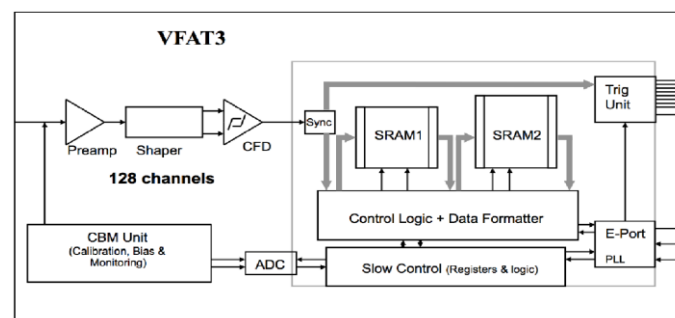 VFAT3
Preamp
Shaper
CFD
128 channels
Sync
SRAM1
SRAM2
Trig
Unit
Control Logic + Data Formatter
CBM Unit
(Calibration, Bias &
Monitoring)
ADC
Slow Control (Registers & logic)
E-Port
PLL